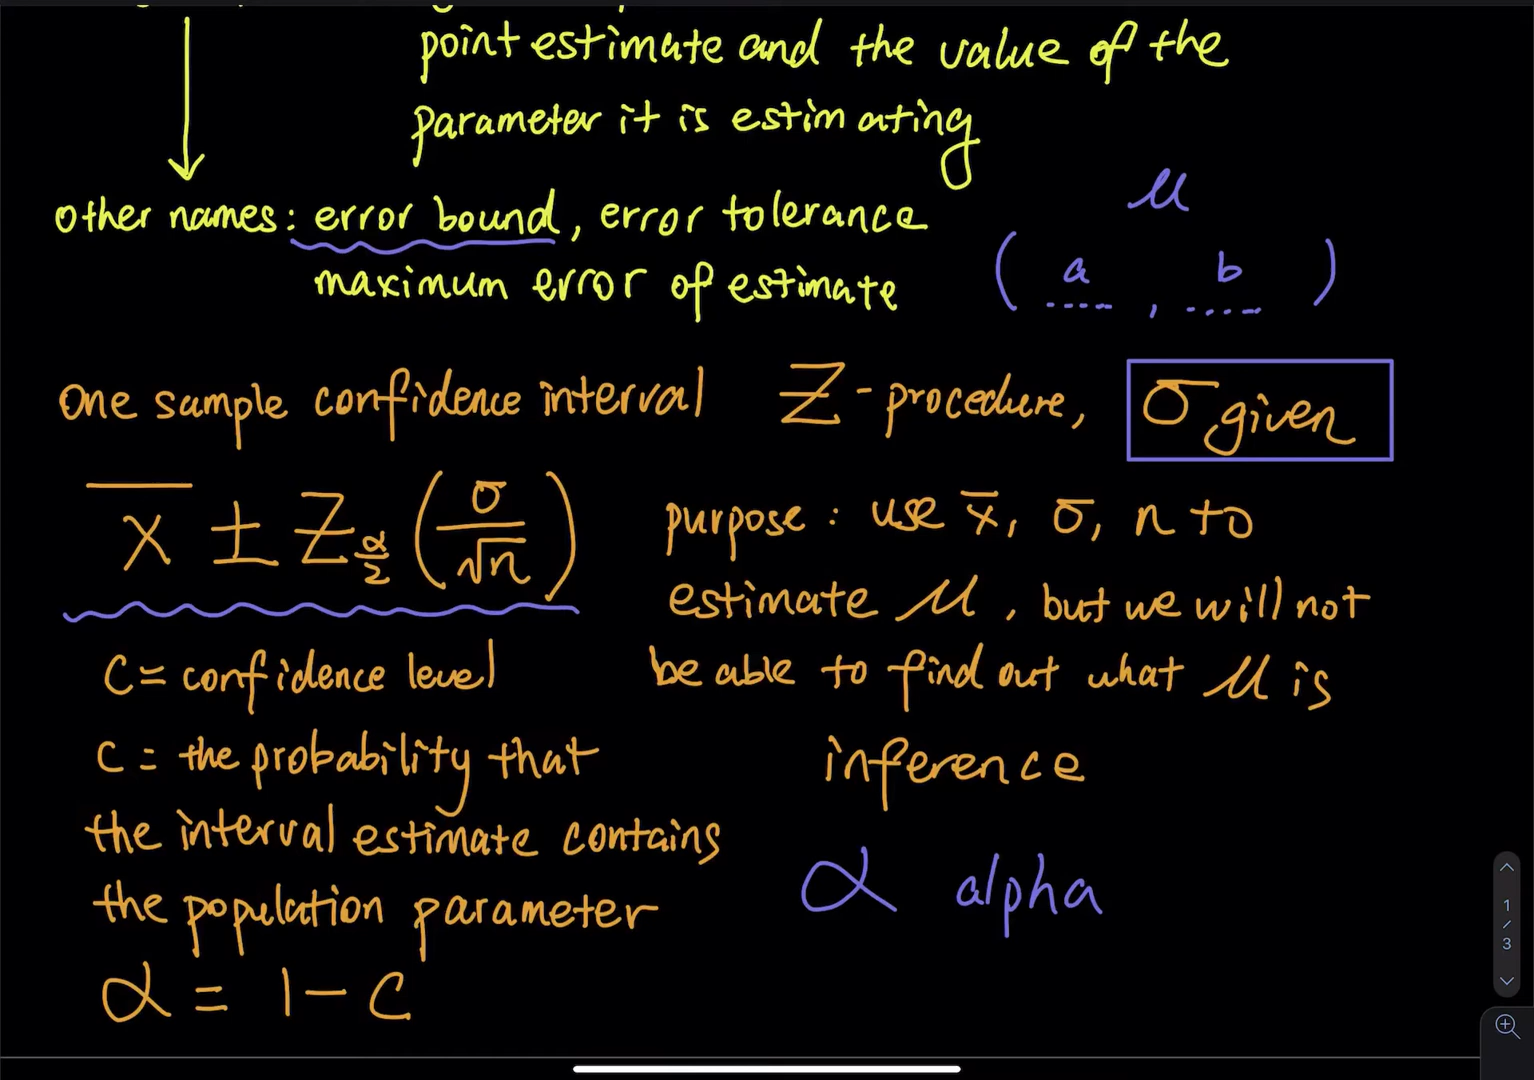 point estimate and the value of the
parameter it is estimating
other names: error bound, error tolerance
maximum error of estimate
μ
( a , b )
One sample confidence interval Z-procedure, σ given
x̄ ± Z α/2 (σ/√n)
purpose: use x̄, σ, n to
estimate μ, but we will not
be able to find out what μ is
inference
C = confidence level
C = the probability that
the interval estimate contains
the population parameter
α = 1 - C
α alpha
1
/
3